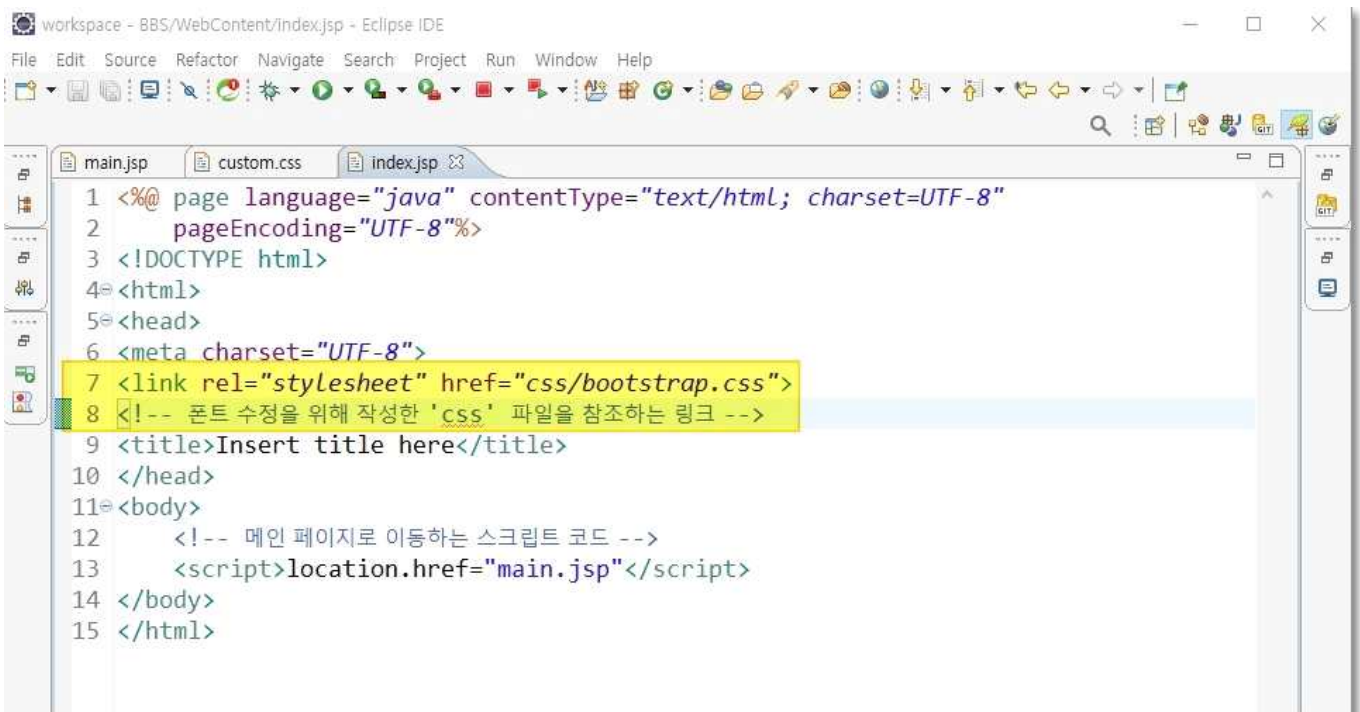 workspace - BBS/WebContent/index.jsp - Eclipse IDE
File Edit Source Refactor Navigate Search Project Run Window Help
main.jsp custom.css index.jsp
1 <%@ page language="java" contentType="text/html; charset=UTF-8"
2 pageEncoding="UTF-8"%>
3 <!DOCTYPE html>
4 <html>
5 <head>
6 <meta charset="UTF-8">
7 <link rel="stylesheet" href="css/bootstrap.css">
8 <!-- 폰트 수정을 위해 작성한 'css' 파일을 참조하는 링크 -->
9 <title>Insert title here</title>
10 </head>
11 <body>
12 <!-- 메인 페이지로 이동하는 스크립트 코드 -->
13 <script>location.href="main.jsp"</script>
14 </body>
15 </html>